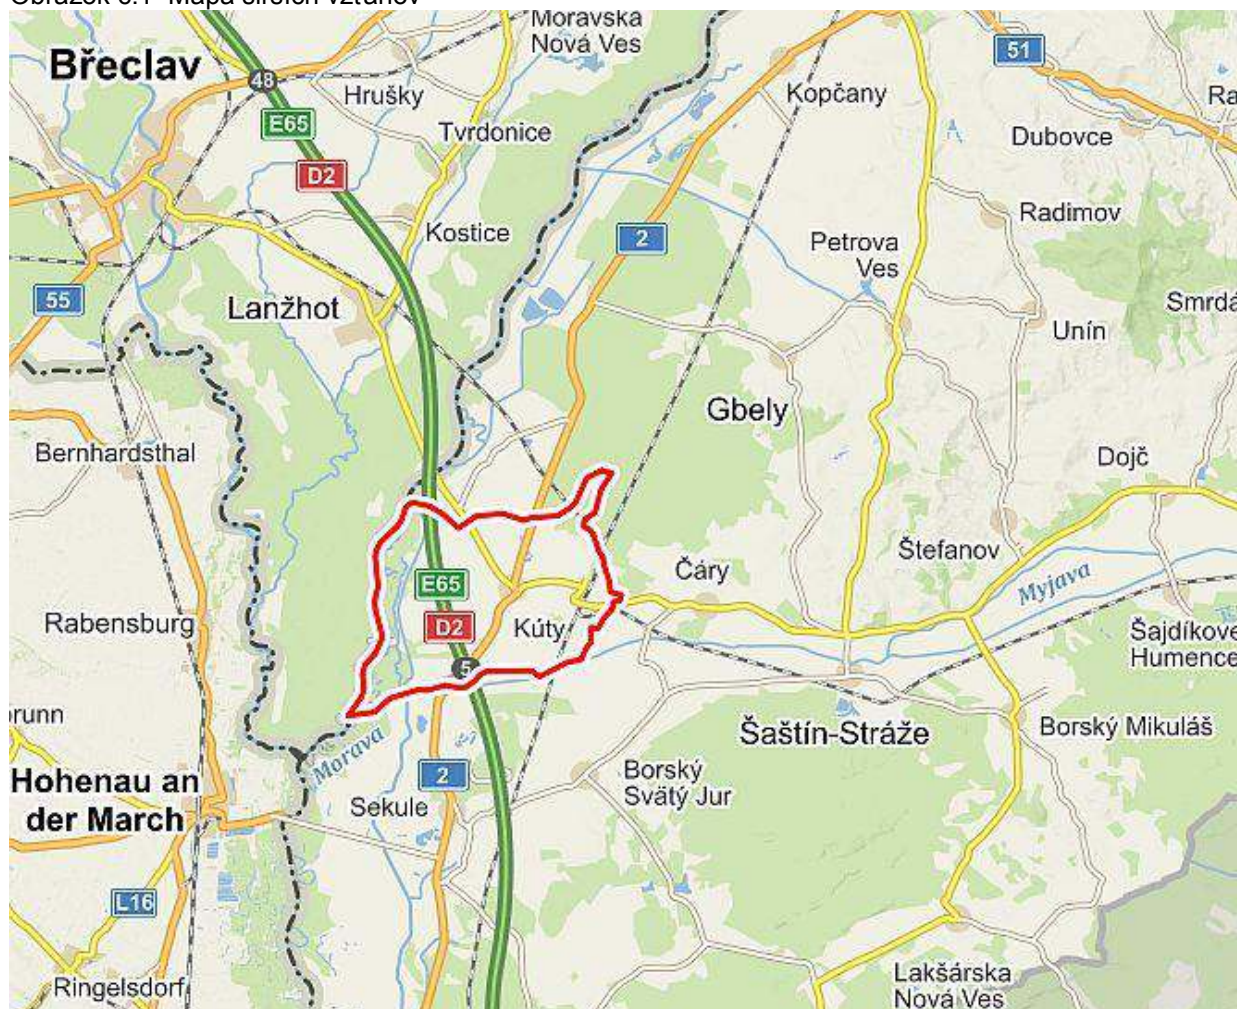 Moravská
Nová Ves
51
Břeclav
48
Hrušky
Kopčany
E65
Tvrdonice
Dubovce
D2
Radimov
Kostice
2
Petrova
Ves
55
Lanžhot
Unín
Gbely
Bernhardsthal
Dojč
Štefanov
Čáry
E65
Myjava
Rabensburg
D2
Kúty
Šajdíkove
Humence
5
Šaštín-Stráže
Borský Mikuláš
Morava
Hohenau an
der March
2
Borský
Svätý Jur
Sekule
L16
Ringelsdorf
Lakšárska
Nová Ves